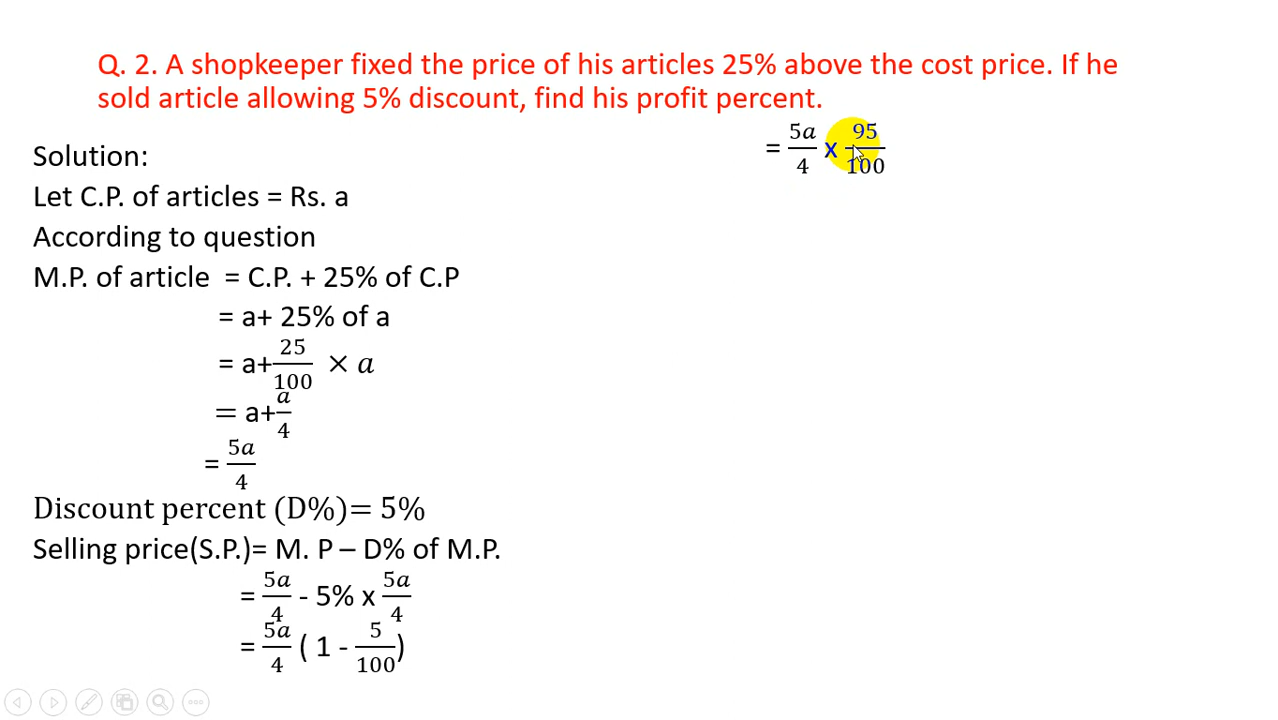 Q. 2. A shopkeeper fixed the price of his articles 25% above the cost price. If he
sold article allowing 5% discount, find his profit percent.
Solution:
Let C.P. of articles = Rs. a
According to question
M.P. of article = C.P. + 25% of C.P
= a+ 25% of a
= a+25/100 × a
= a+a/4
= 5a/4
Discount percent (D%)= 5%
Selling price(S.P.)= M. P – D% of M.P.
= 5a/4 - 5% x 5a/4
= 5a/4 ( 1 - 5/100)
= 5a/4 x 95/100